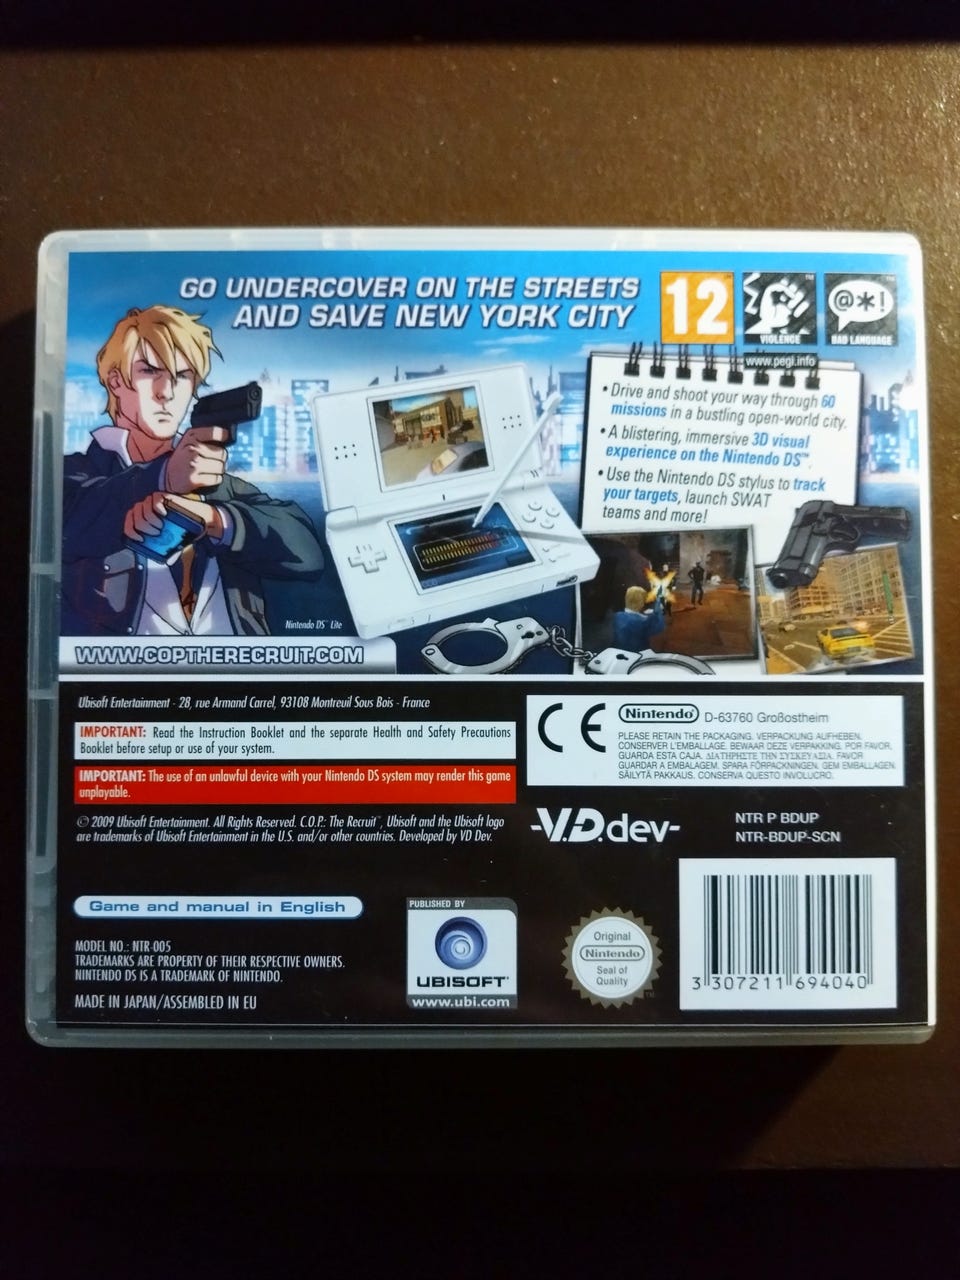 GO UNDERCOVER ON THE STREETS
AND SAVE NEW YORK CITY
12
™
VIOLENCE
™
@*!
BAD LANGUAGE
www.pegi.info
•Drive and shoot your way through 60
missions in a bustling open-world city.
•A blistering, immersive 3D visual
experience on the Nintendo DS™.
•Use the Nintendo DS stylus to track
your targets, launch SWAT
teams and more!
Nintendo DS™ Lite
WWW.COPTHERECRUIT.COM
Ubisoft Entertainment - 28, rue Armand Carrel, 93108 Montreuil Sous Bois - France
IMPORTANT: Read the Instruction Booklet and the separate Health and Safety Precautions
Booklet before setup or use of your system.
IMPORTANT: The use of an unlawful device with your Nintendo DS system may render this game
unplayable.
© 2009 Ubisoft Entertainment. All Rights Reserved. C.O.P.: The Recruit, Ubisoft and the Ubisoft logo
are trademarks of Ubisoft Entertainment in the U.S. and/or other countries. Developed by VD Dev.
CE
Nintendo® D-63760 Großostheim
PLEASE RETAIN THE PACKAGING. VERPACKUNG AUFHEBEN.
CONSERVER L'EMBALLAGE. BEWAAR DEZE VERPAKKING. POR FAVOR,
GUARDA ESTA CAJA. ΔΙΑΤΗΡΗΣΤΕ ΤΗΝ ΣΥΣΚΕΥΑΣΙΑ. FAVOR
GUARDAR A EMBALAGEM. SPARA FÖRPACKNINGEN. GEM EMBALLAGEN.
SÄILYTÄ PAKKAUS. CONSERVA QUESTO INVOLUCRO.
-V.D.dev-
NTR P BDUP
NTR-BDUP-SCN
Game and manual in English
MODEL NO.: NTR-005
TRADEMARKS ARE PROPERTY OF THEIR RESPECTIVE OWNERS.
NINTENDO DS IS A TRADEMARK OF NINTENDO.
MADE IN JAPAN/ASSEMBLED IN EU
PUBLISHED BY
UBISOFT
www.ubi.com
Original
Nintendo®
Seal of
Quality
™
3 307211 694040